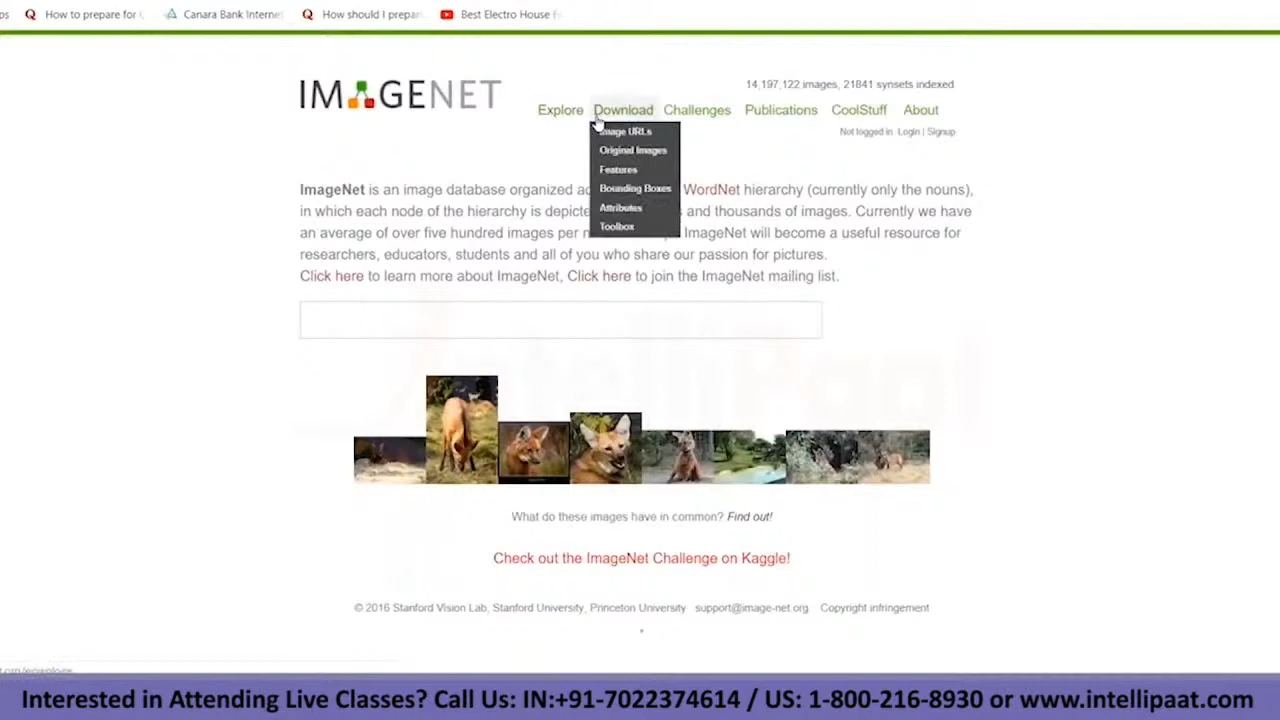 How to prepare for
Canara Bank Internet
How should I prepar
Best Electro House
IMAGENET
14,197,122 images, 21841 synsets indexed
Explore Download Challenges Publications CoolStuff About
Not logged in Login | Signup
Image URLs
Original Images
Features
Bounding Boxes
Attributes
Toolbox
ImageNet is an image database organized WordNet hierarchy (currently only the nouns),
in which each node of the hierarchy is and thousands of images. Currently we have
an average of over five hundred images per ImageNet will become a useful resource for
researchers, educators, students and all of you who share our passion for pictures.
Click here to learn more about ImageNet, Click here to join the ImageNet mailing list.
IntelliPaat
What do these images have in common? Find out!
Check out the ImageNet Challenge on Kaggle!
© 2016 Stanford Vision Lab, Stanford University, Princeton University support@image-net.org Copyright infringement
Interested in Attending Live Classes? Call Us: IN:+91-7022374614 / US: 1-800-216-8930 or www.intellipaat.com